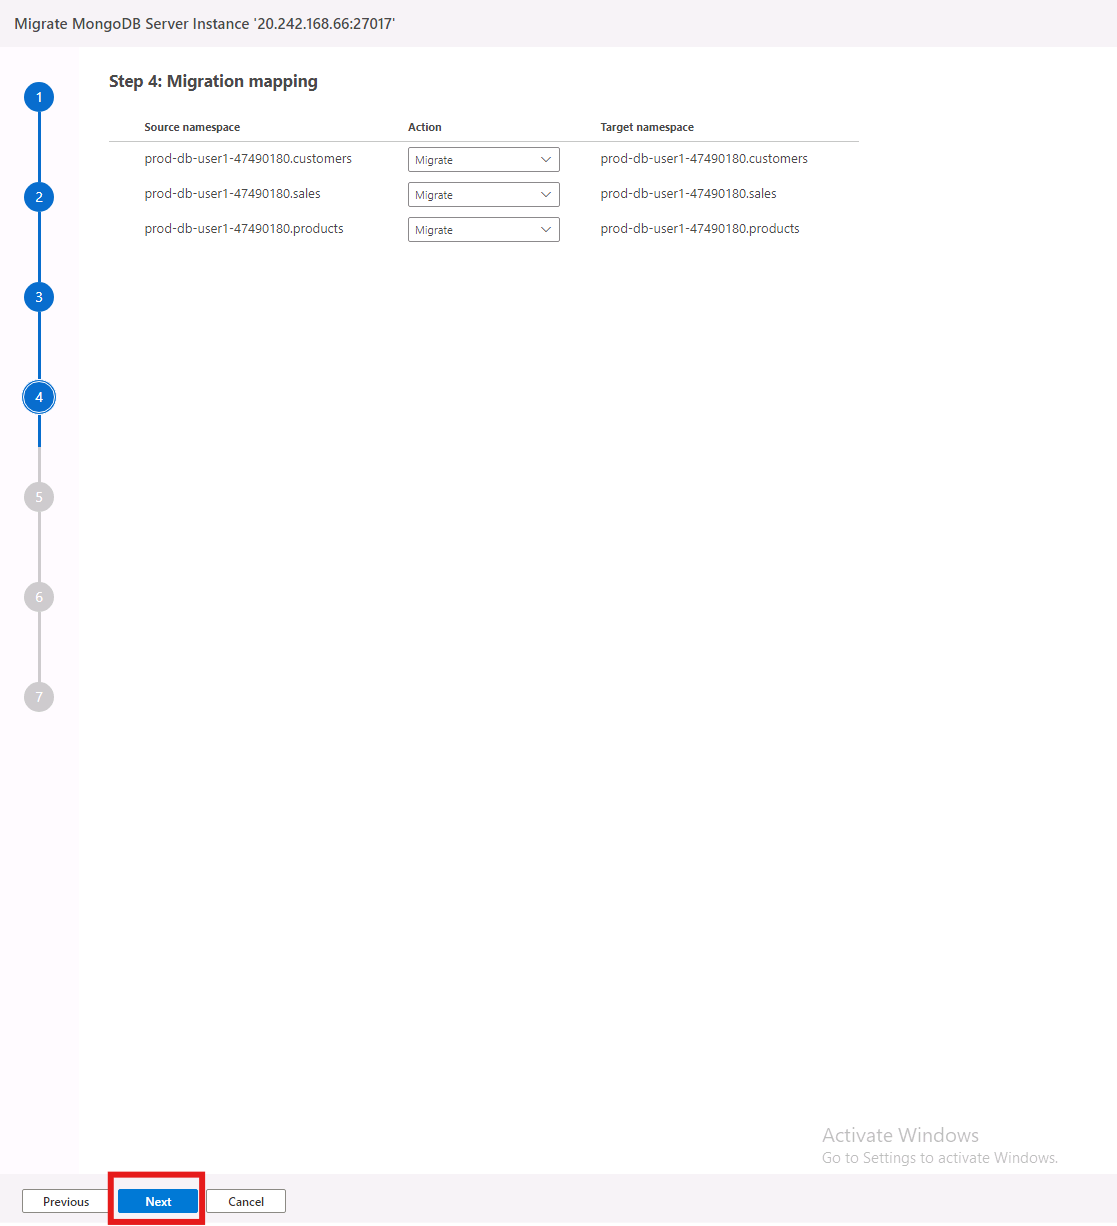 Migrate MongoDB Server Instance '20.242.168.66:27017'
Step 4: Migration mapping
Source namespace Action Target namespace
prod-db-user1-47490180.customers Migrate prod-db-user1-47490180.customers
prod-db-user1-47490180.sales Migrate prod-db-user1-47490180.sales
prod-db-user1-47490180.products Migrate prod-db-user1-47490180.products
1
2
3
4
5
6
7
Activate Windows
Go to Settings to activate Windows.
Previous Next Cancel